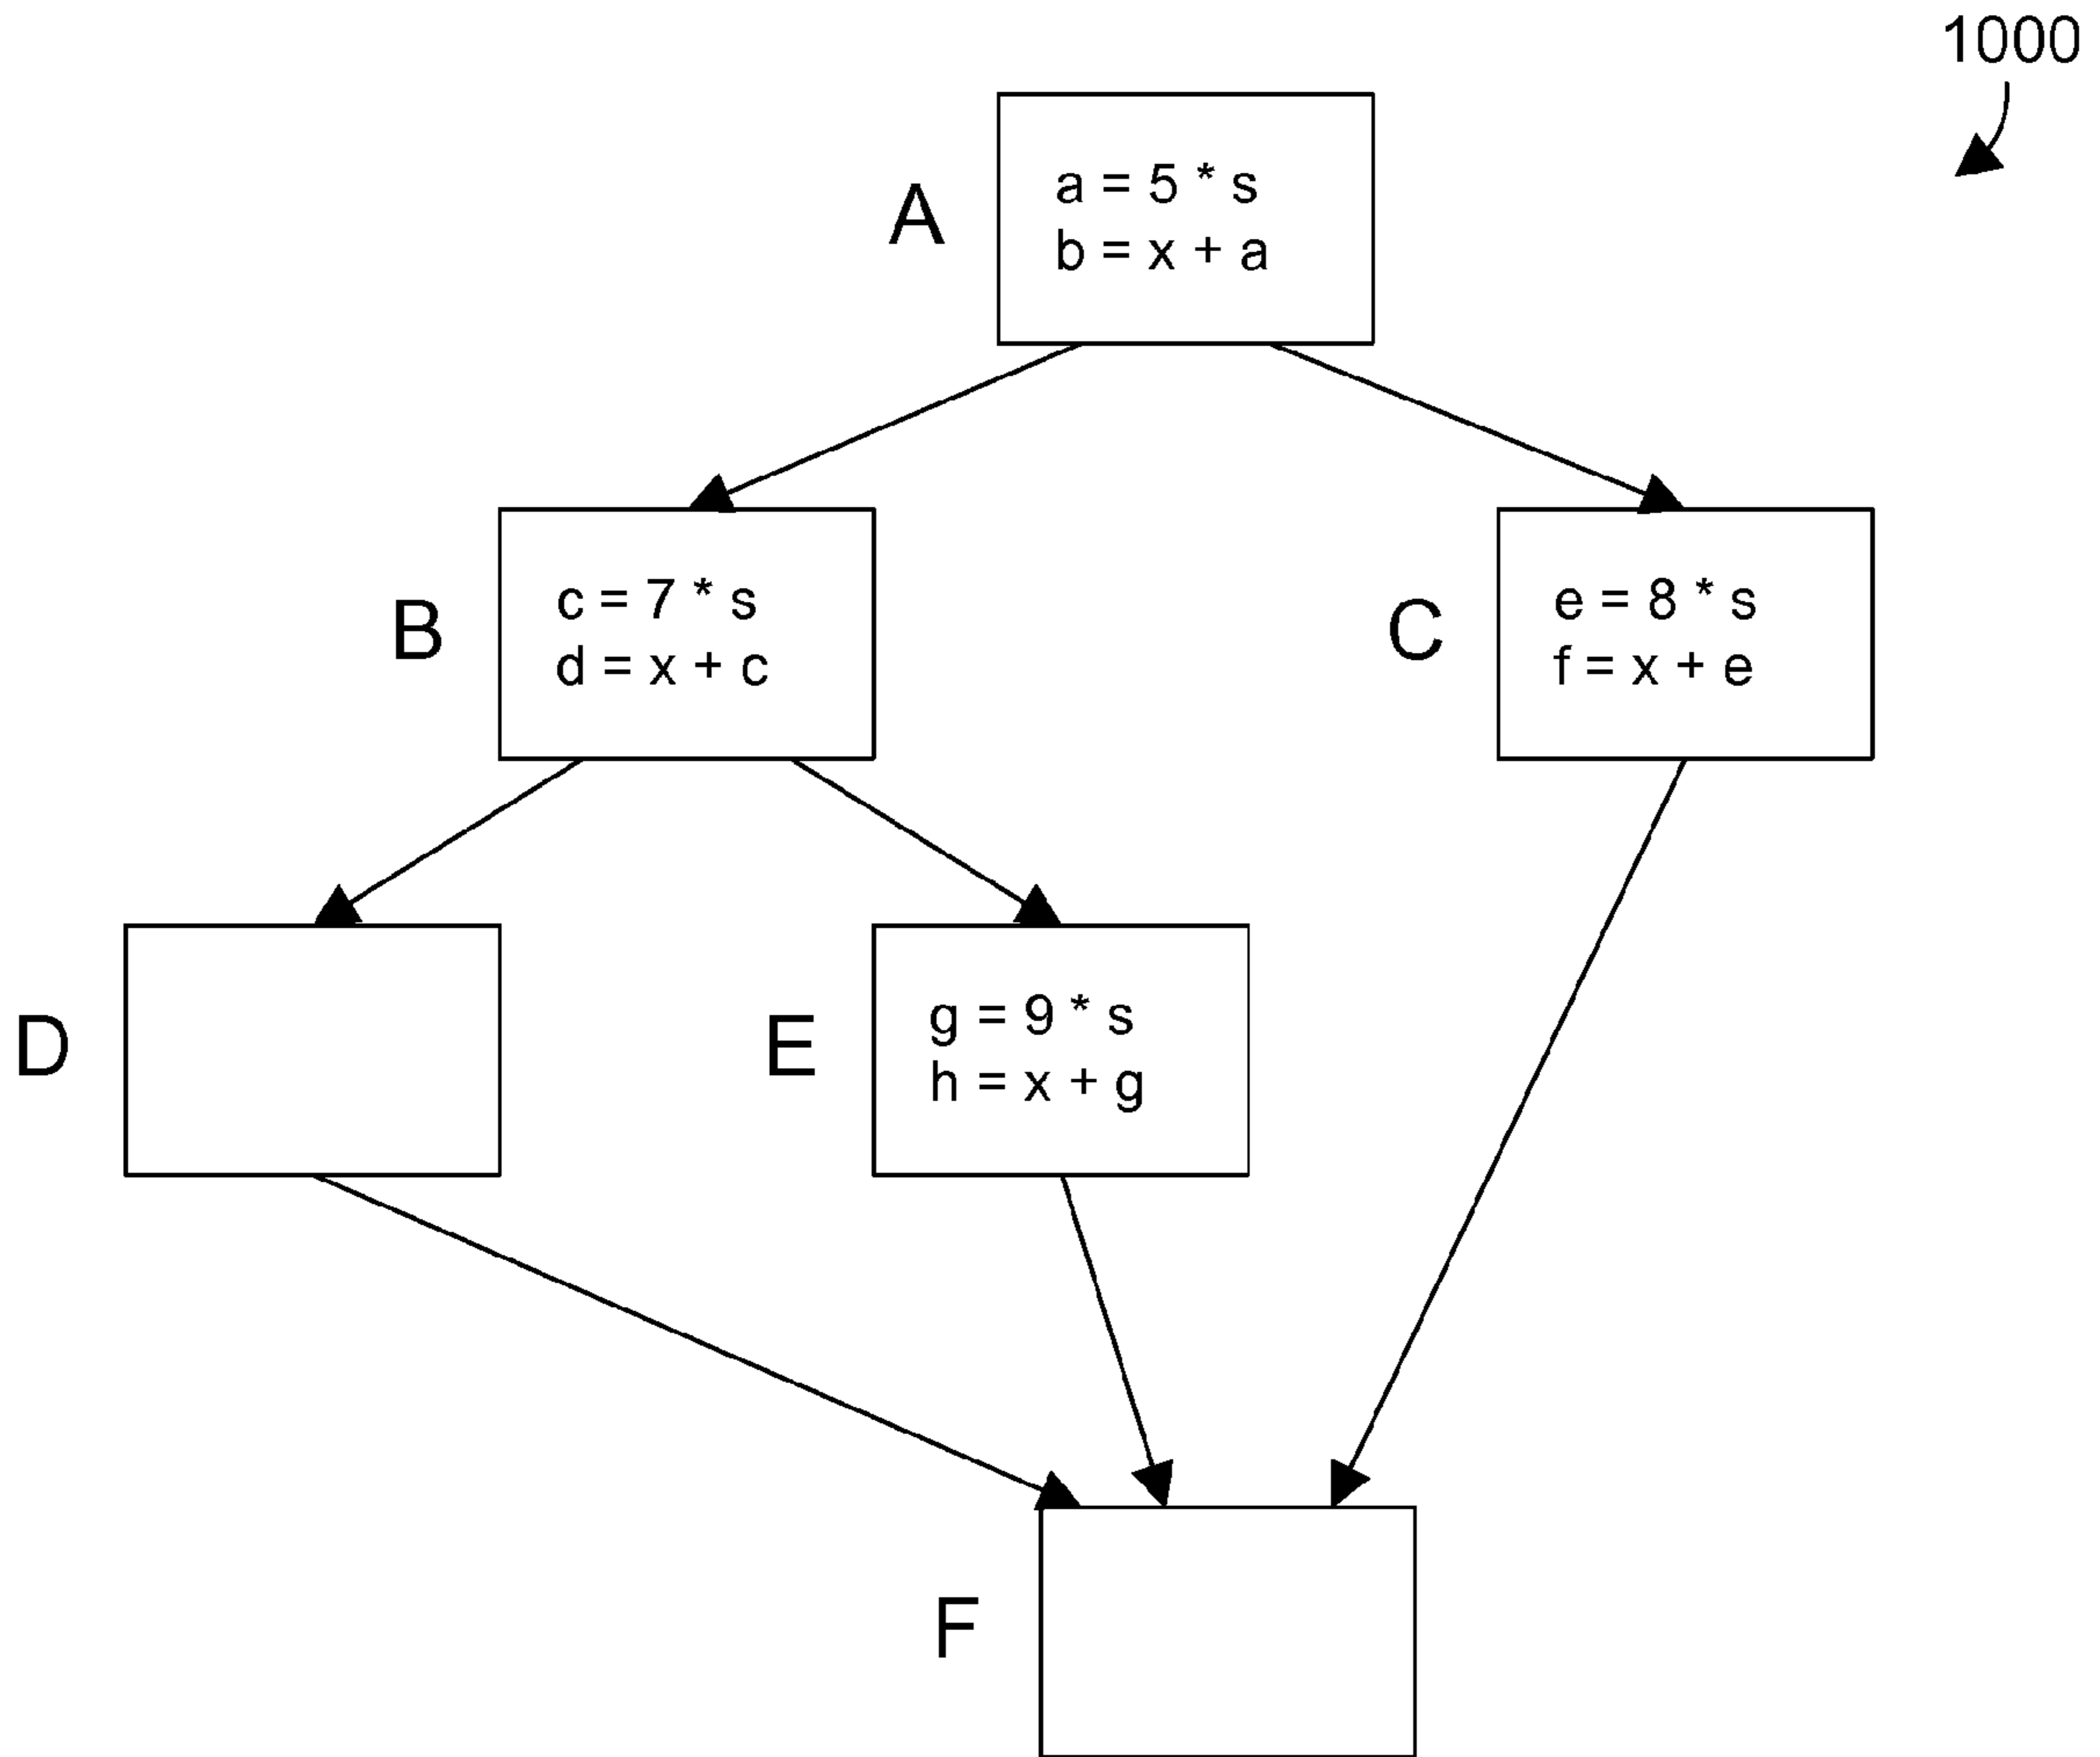 1000
A
a = 5 * s
b = x + a
B
c = 7 * s
d = x + c
C
e = 8 * s
f = x + e
D
E
g = 9 * s
h = x + g
F